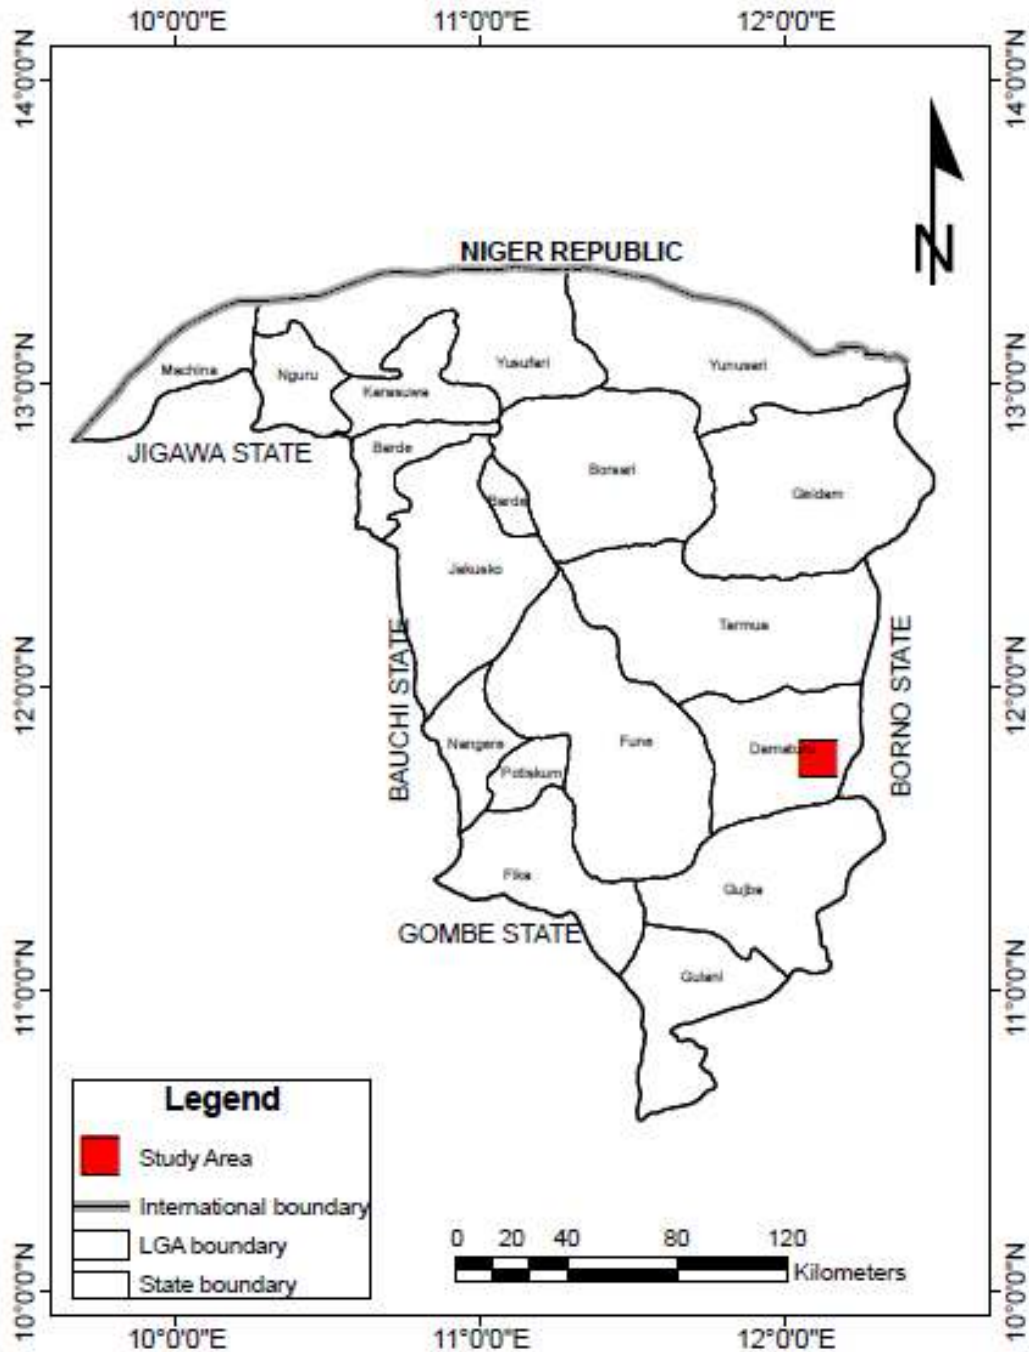 10°0'0"E 11°0'0"E 12°0'0"E
14°0'0"N 14°0'0"N
N
NIGER REPUBLIC
Machina
Nguru
Yusufari
Yunusari
13°0'0"N 13°0'0"N
Karasuwa
Barde
JIGAWA STATE
Borsari
Geidam
Barde
Jakusko
Tarmua
BAUCHI STATE
BORNO STATE
12°0'0"N 12°0'0"N
Nangere
Fune
Damaturu
Potiskum
Fika
Gujba
GOMBE STATE
Gulani
11°0'0"N 11°0'0"N
Legend
Study Area
International boundary
LGA boundary
State boundary
0 20 40 80 120
Kilometers
10°0'0"N 10°0'0"N
10°0'0"E 11°0'0"E 12°0'0"E